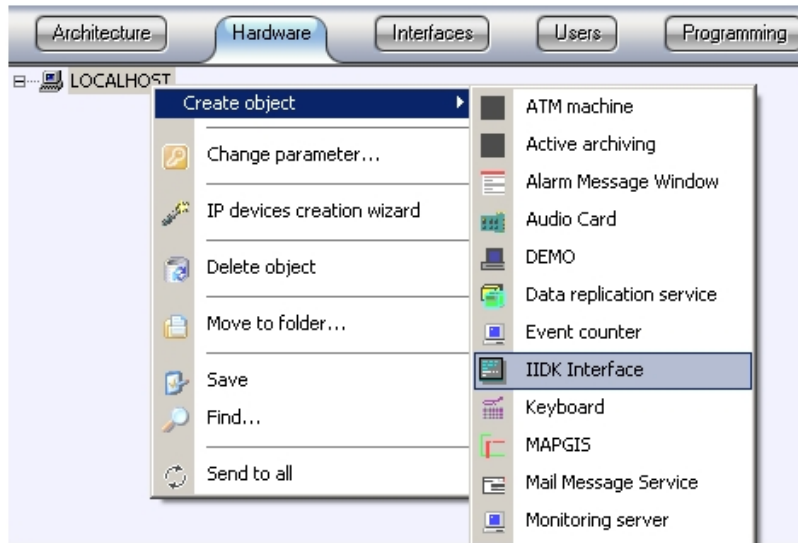 Architecture
Hardware
Interfaces
Users
Programming
LOCALHOST
Create object
Change parameter...
IP devices creation wizard
Delete object
Move to folder...
Save
Find...
Send to all
ATM machine
Active archiving
Alarm Message Window
Audio Card
DEMO
Data replication service
Event counter
IIDK Interface
Keyboard
MAPGIS
Mail Message Service
Monitoring server